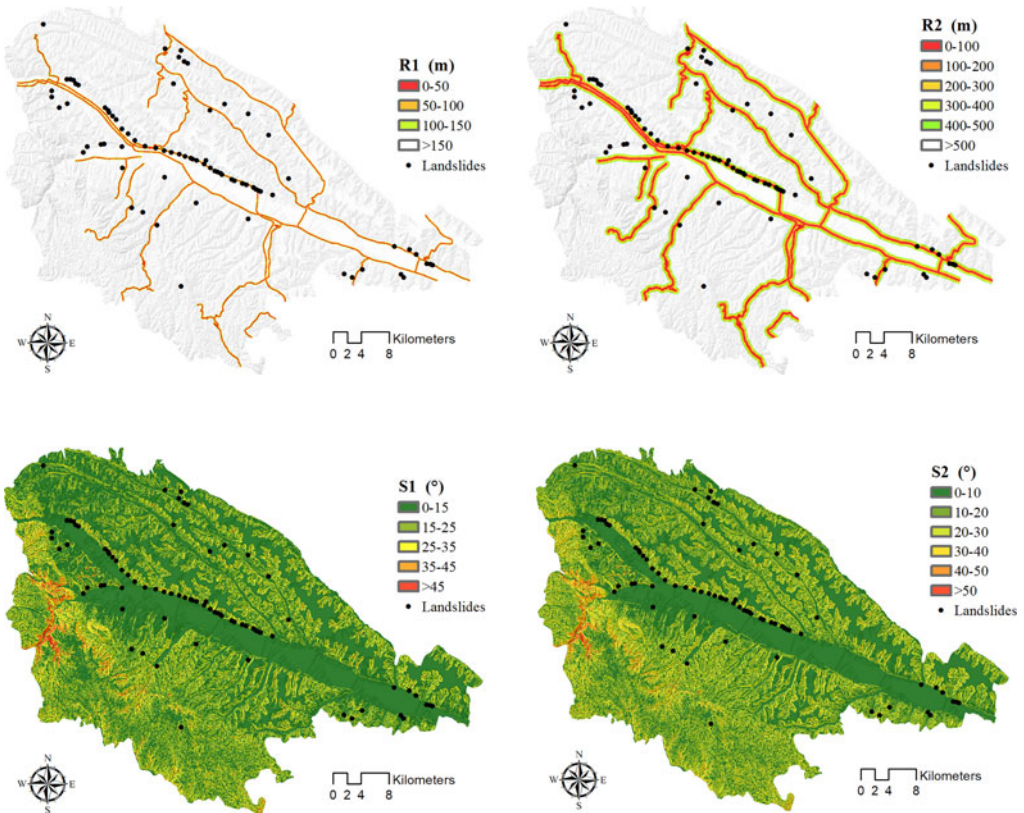 R1 (m)
0-50
50-100
100-150
>150
Landslides
N
W
E
S
Kilometers
0 2 4 8
R2 (m)
0-100
100-200
200-300
300-400
400-500
>500
Landslides
N
W
E
S
Kilometers
0 2 4 8
S1 (°)
0-15
15-25
25-35
35-45
>45
Landslides
N
W
E
S
Kilometers
0 2 4 8
S2 (°)
0-10
10-20
20-30
30-40
40-50
>50
Landslides
N
W
E
S
Kilometers
0 2 4 8